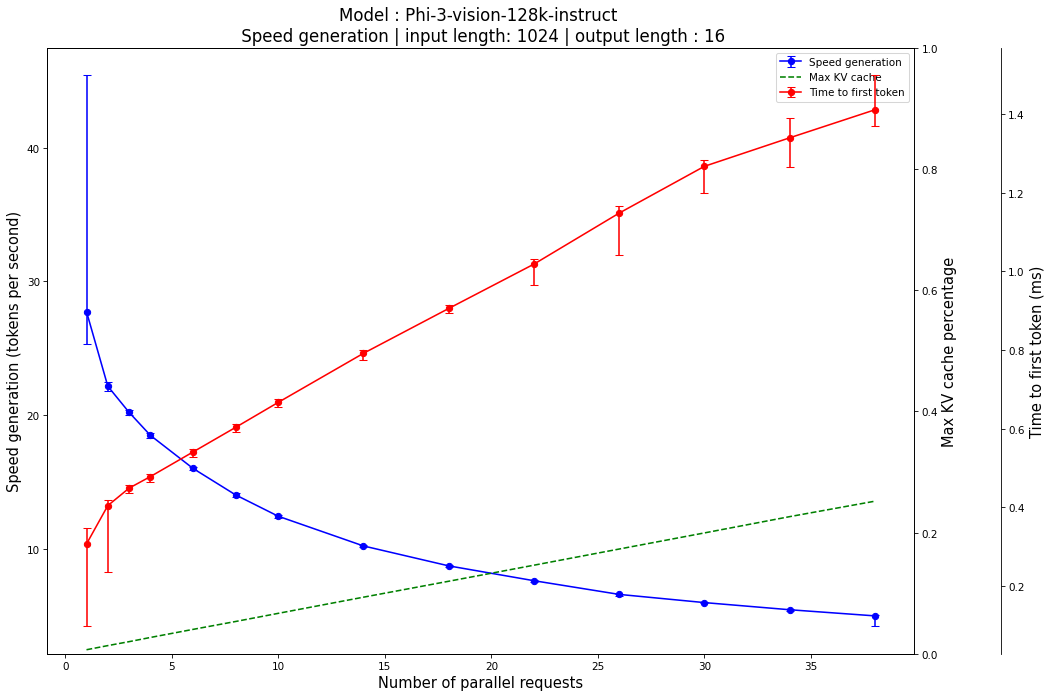 Model : Phi-3-vision-128k-instruct
Speed generation | input length: 1024 | output length : 16
Speed generation
Max KV cache
Time to first token
Speed generation (tokens per second)
40
30
20
10
1.0
0.8
0.6
0.4
0.2
0.0
Max KV cache percentage
1.4
1.2
1.0
0.8
0.6
0.4
0.2
Time to first token (ms)
0 5 10 15 20 25 30 35
Number of parallel requests